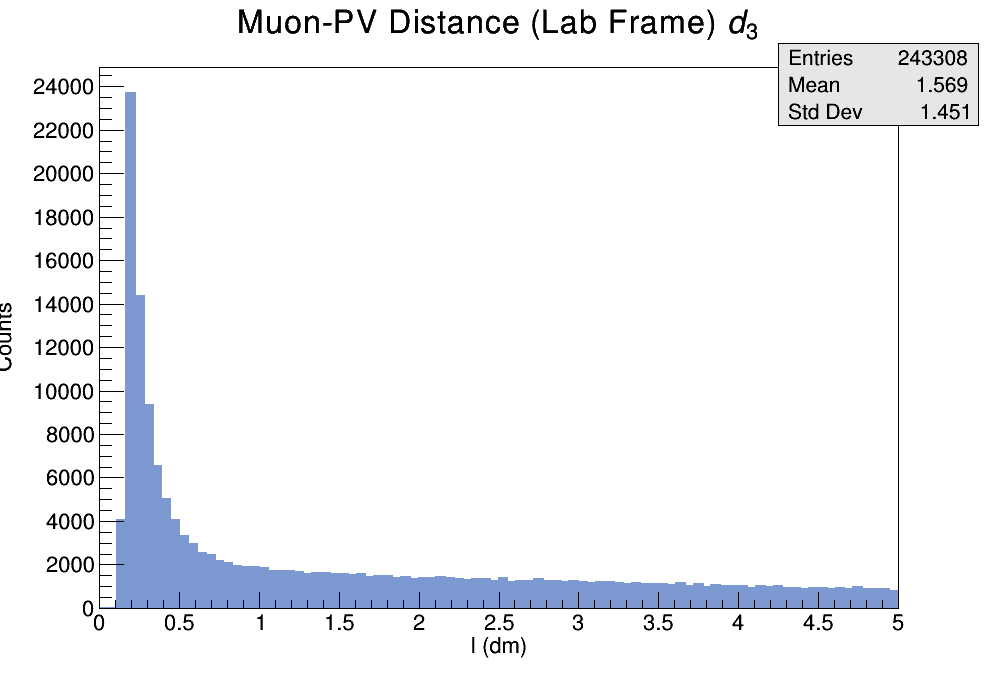 Muon-PV Distance (Lab Frame) d₃
Entries 243308
Mean 1.569
Std Dev 1.451
24000
22000
20000
18000
16000
14000
12000
10000
8000
6000
4000
2000
0
Counts
0 0.5 1 1.5 2 2.5 3 3.5 4 4.5 5
l (dm)